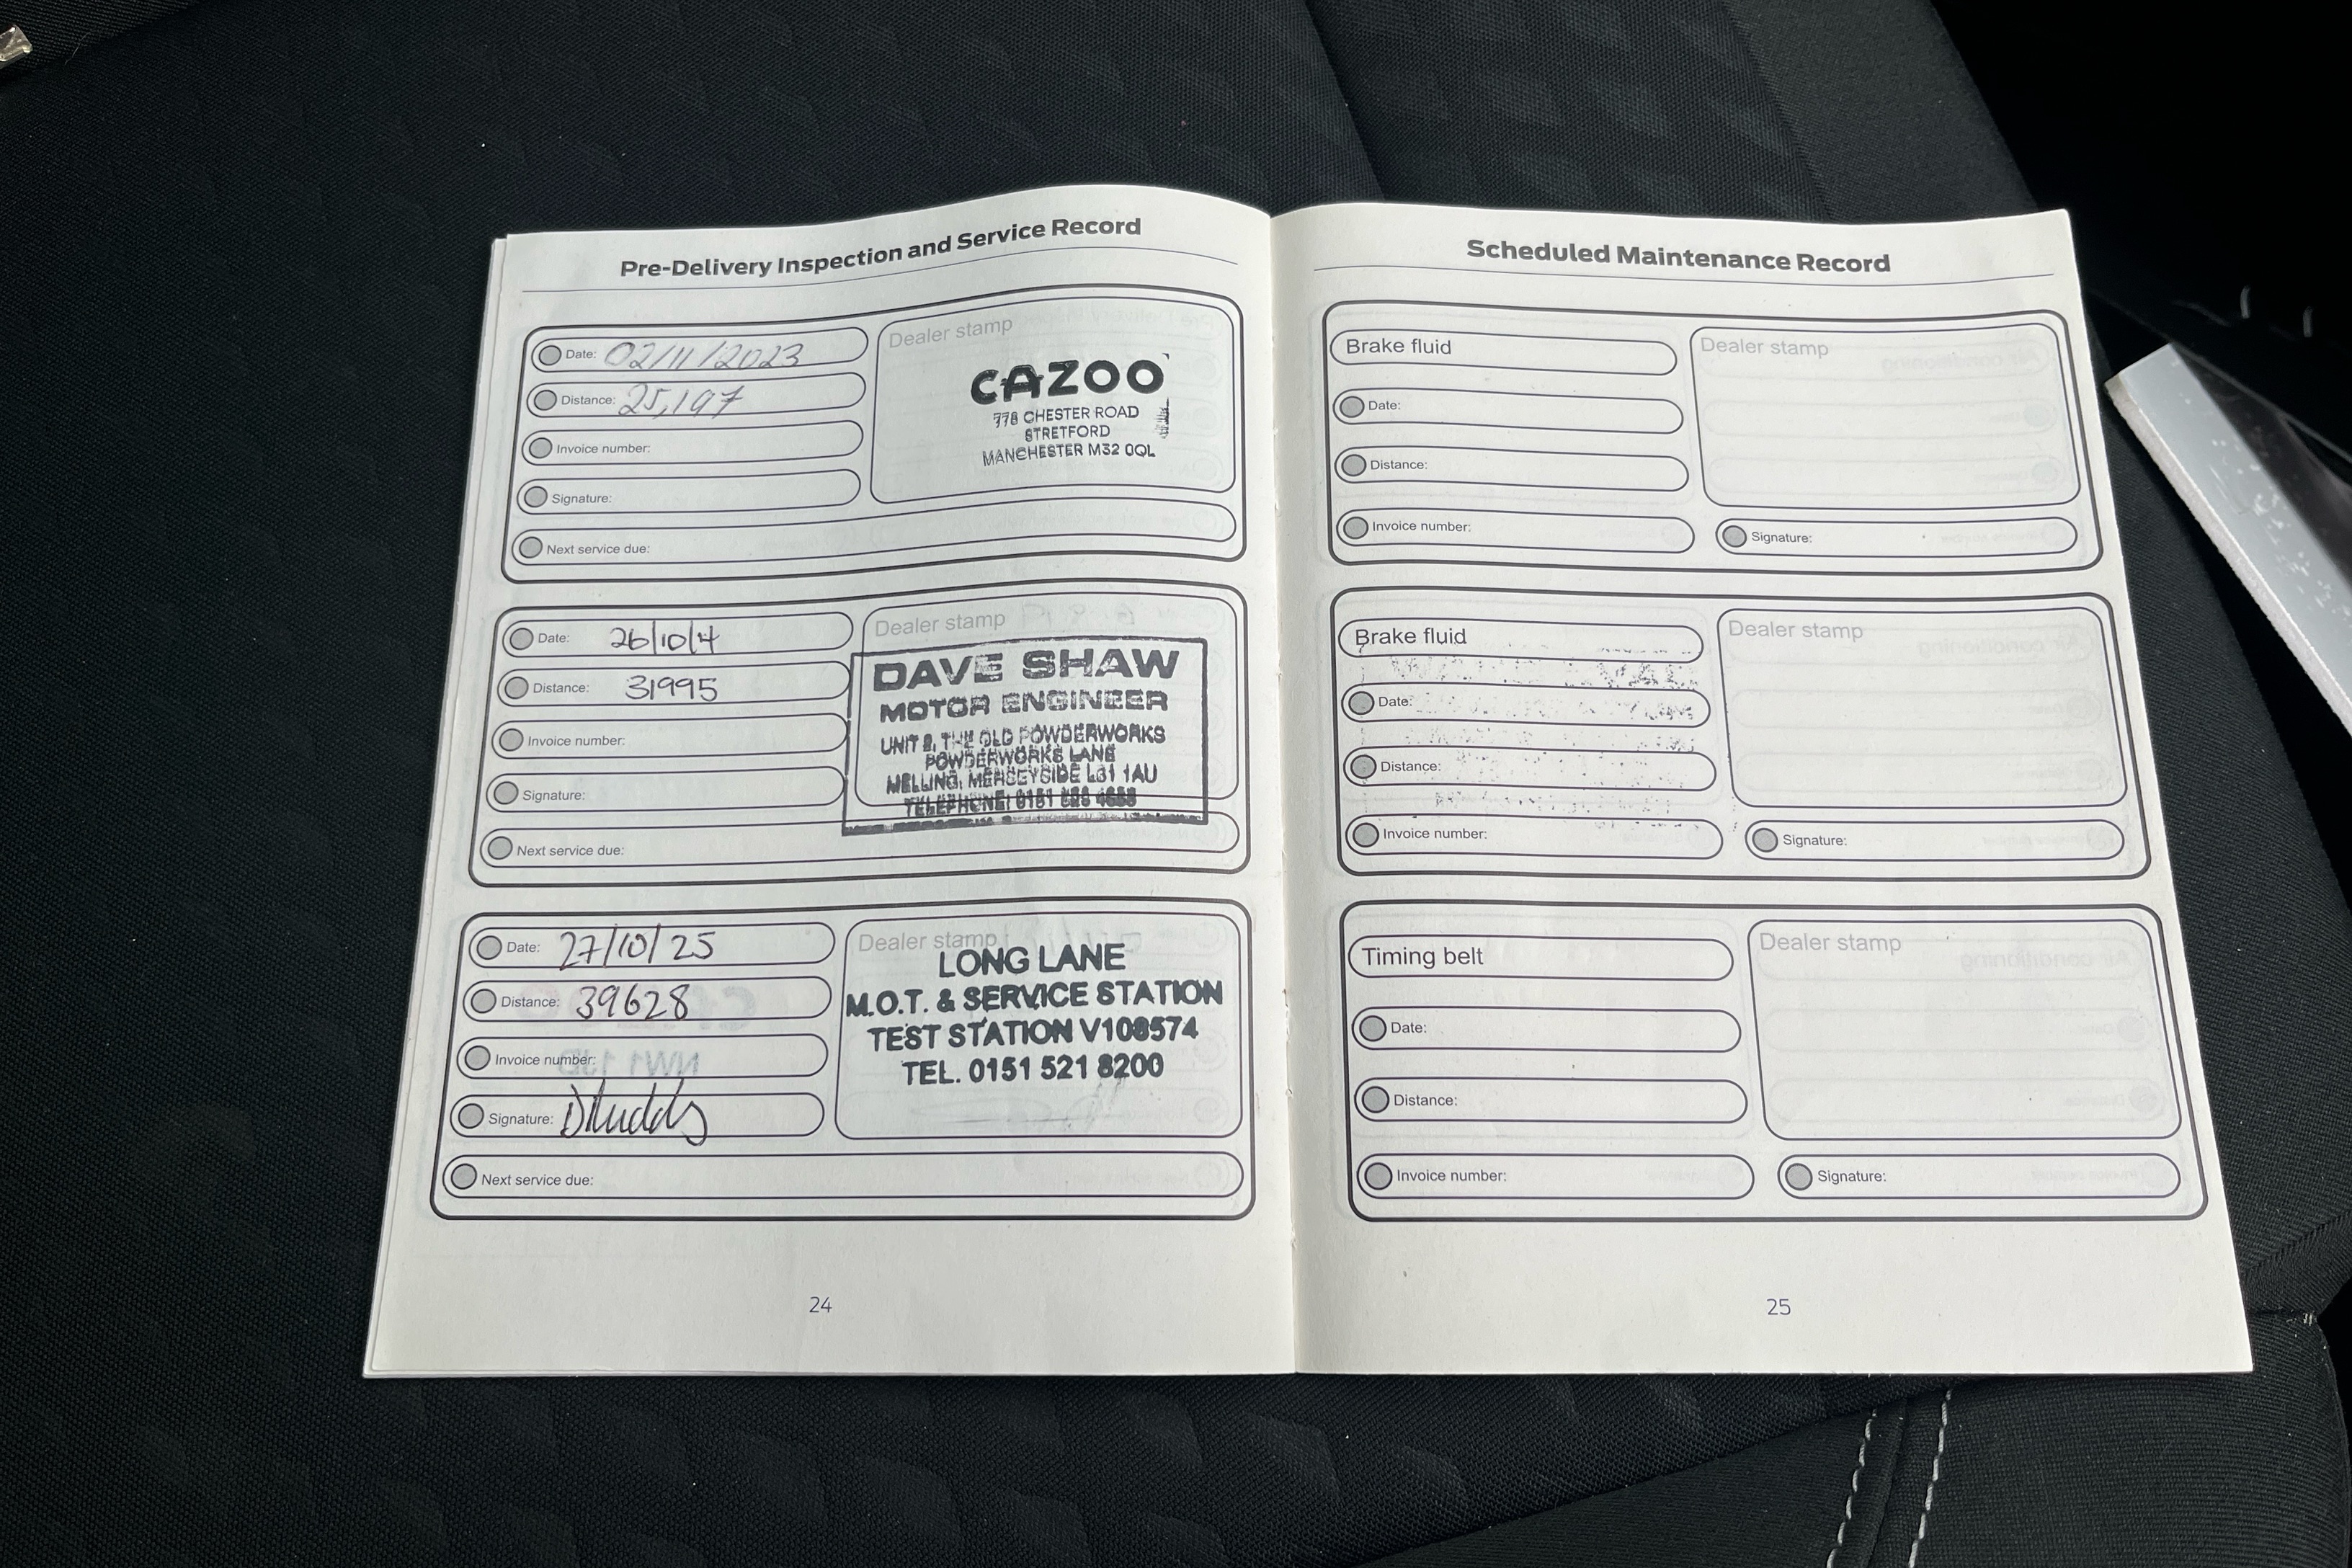 Pre-Delivery Inspection and Service Record
Date: 02/11/2023
Distance: 25,197
Invoice number:
Signature:
Next service due:
Dealer stamp
CAZOO
778 CHESTER ROAD
STRETFORD
MANCHESTER M32 0QL
Date: 26/10/4
Distance: 31995
Invoice number:
Signature:
Next service due:
Dealer stamp
DAVE SHAW
MOTOR ENGINEER
UNIT 8, THE OLD POWDERWORKS
POWDERWORKS LANE
MELLING, MERSEYSIDE L31 1AU
TELEPHONE: 0151
Date: 27/10/25
Distance: 39628
Invoice number:
Signature:
Next service due:
Dealer stamp
LONG LANE
M.O.T. & SERVICE STATION
TEST STATION V108574
TEL. 0151 521 8200
24
Scheduled Maintenance Record
Brake fluid
Date:
Distance:
Invoice number:
Dealer stamp
Signature:
Brake fluid
Date:
Distance:
Invoice number:
Dealer stamp
Signature:
Timing belt
Date:
Distance:
Invoice number:
Dealer stamp
Signature:
25